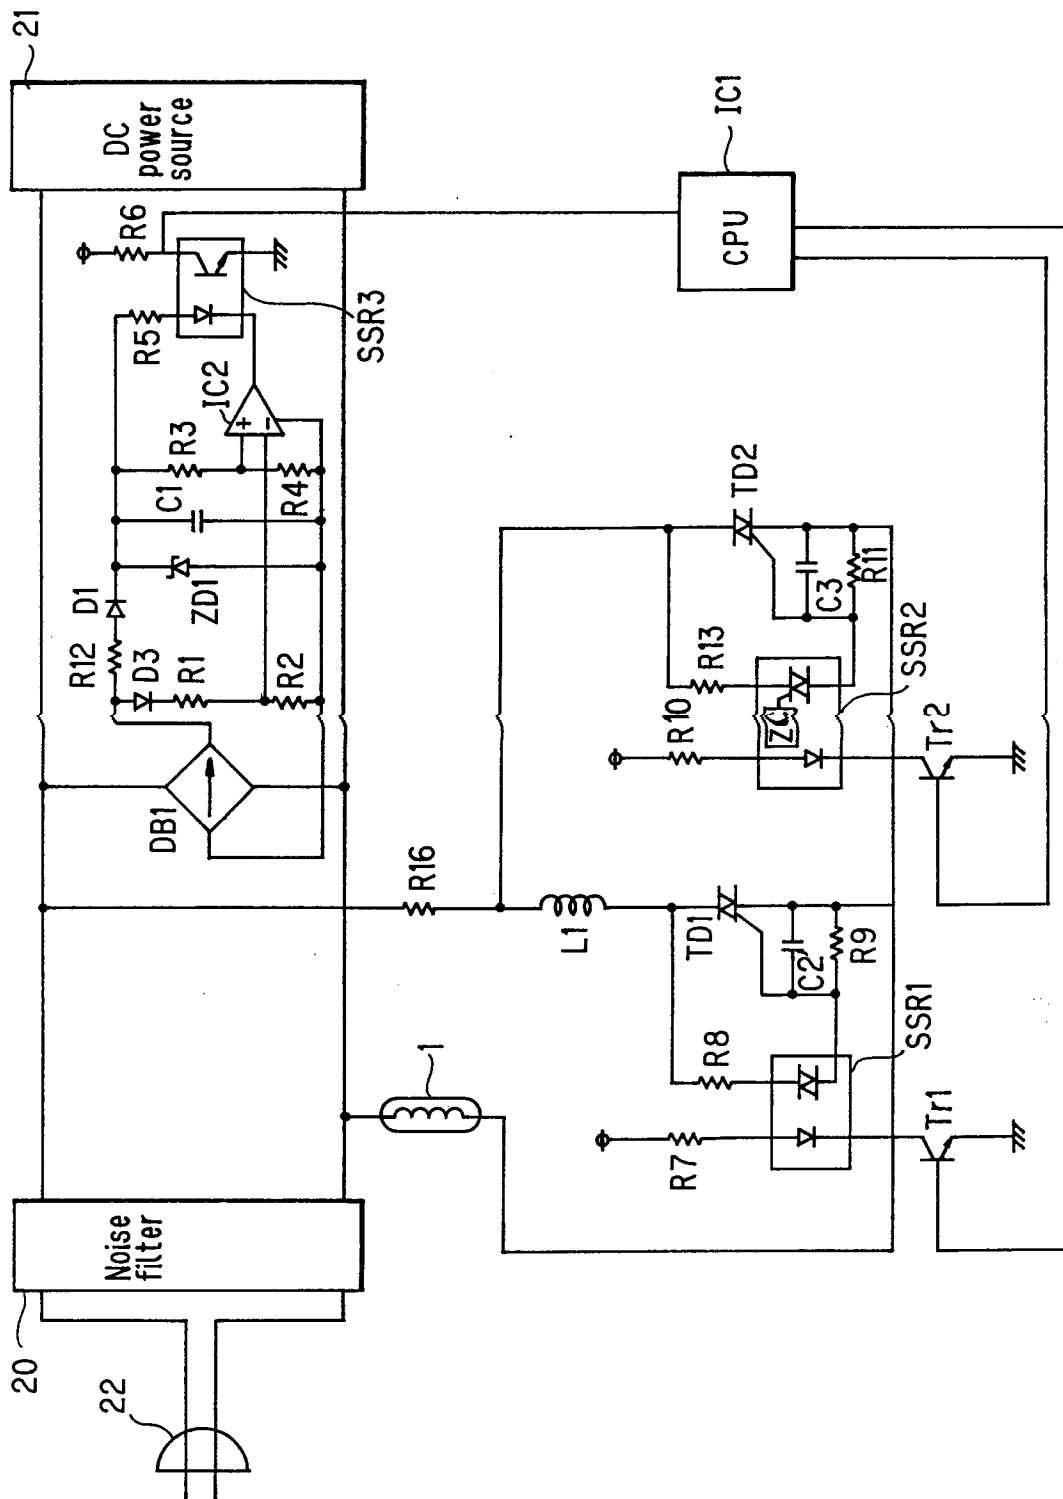 22
20
Noise
filter
21
DC
power
source
DB1
R12
D1
D3
R1
R2
ZD1
C1
R3
R4
IC2
+
−
R5
R6
SSR3
1
R16
L1
TD1
C2
R9
R8
R7
SSR1
Tr1
TD2
C3
R11
R13
R10
ZC
SSR2
Tr2
CPU
IC1